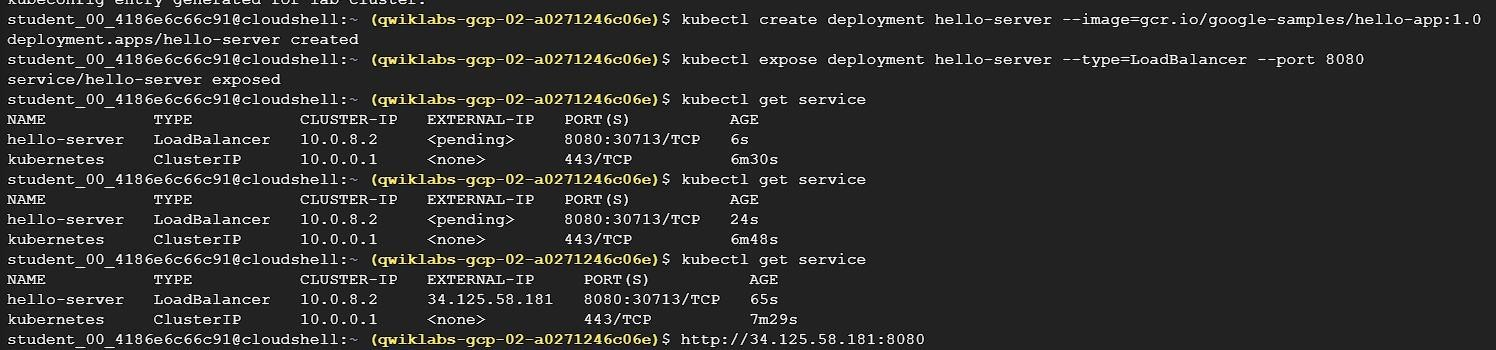 kubeconfig entry generated for lab-cluster.
student_00_4186e6c66c91@cloudshell:~ (qwiklabs-gcp-02-a0271246c06e)$ kubectl create deployment hello-server --image=gcr.io/google-samples/hello-app:1.0
deployment.apps/hello-server created
student_00_4186e6c66c91@cloudshell:~ (qwiklabs-gcp-02-a0271246c06e)$ kubectl expose deployment hello-server --type=LoadBalancer --port 8080
service/hello-server exposed
student_00_4186e6c66c91@cloudshell:~ (qwiklabs-gcp-02-a0271246c06e)$ kubectl get service
NAME TYPE CLUSTER-IP EXTERNAL-IP PORT(S) AGE
hello-server LoadBalancer 10.0.8.2 <pending> 8080:30713/TCP 6s
kubernetes ClusterIP 10.0.0.1 <none> 443/TCP 6m30s
student_00_4186e6c66c91@cloudshell:~ (qwiklabs-gcp-02-a0271246c06e)$ kubectl get service
NAME TYPE CLUSTER-IP EXTERNAL-IP PORT(S) AGE
hello-server LoadBalancer 10.0.8.2 <pending> 8080:30713/TCP 24s
kubernetes ClusterIP 10.0.0.1 <none> 443/TCP 6m48s
student_00_4186e6c66c91@cloudshell:~ (qwiklabs-gcp-02-a0271246c06e)$ kubectl get service
NAME TYPE CLUSTER-IP EXTERNAL-IP PORT(S) AGE
hello-server LoadBalancer 10.0.8.2 34.125.58.181 8080:30713/TCP 65s
kubernetes ClusterIP 10.0.0.1 <none> 443/TCP 7m29s
student_00_4186e6c66c91@cloudshell:~ (qwiklabs-gcp-02-a0271246c06e)$ http://34.125.58.181:8080